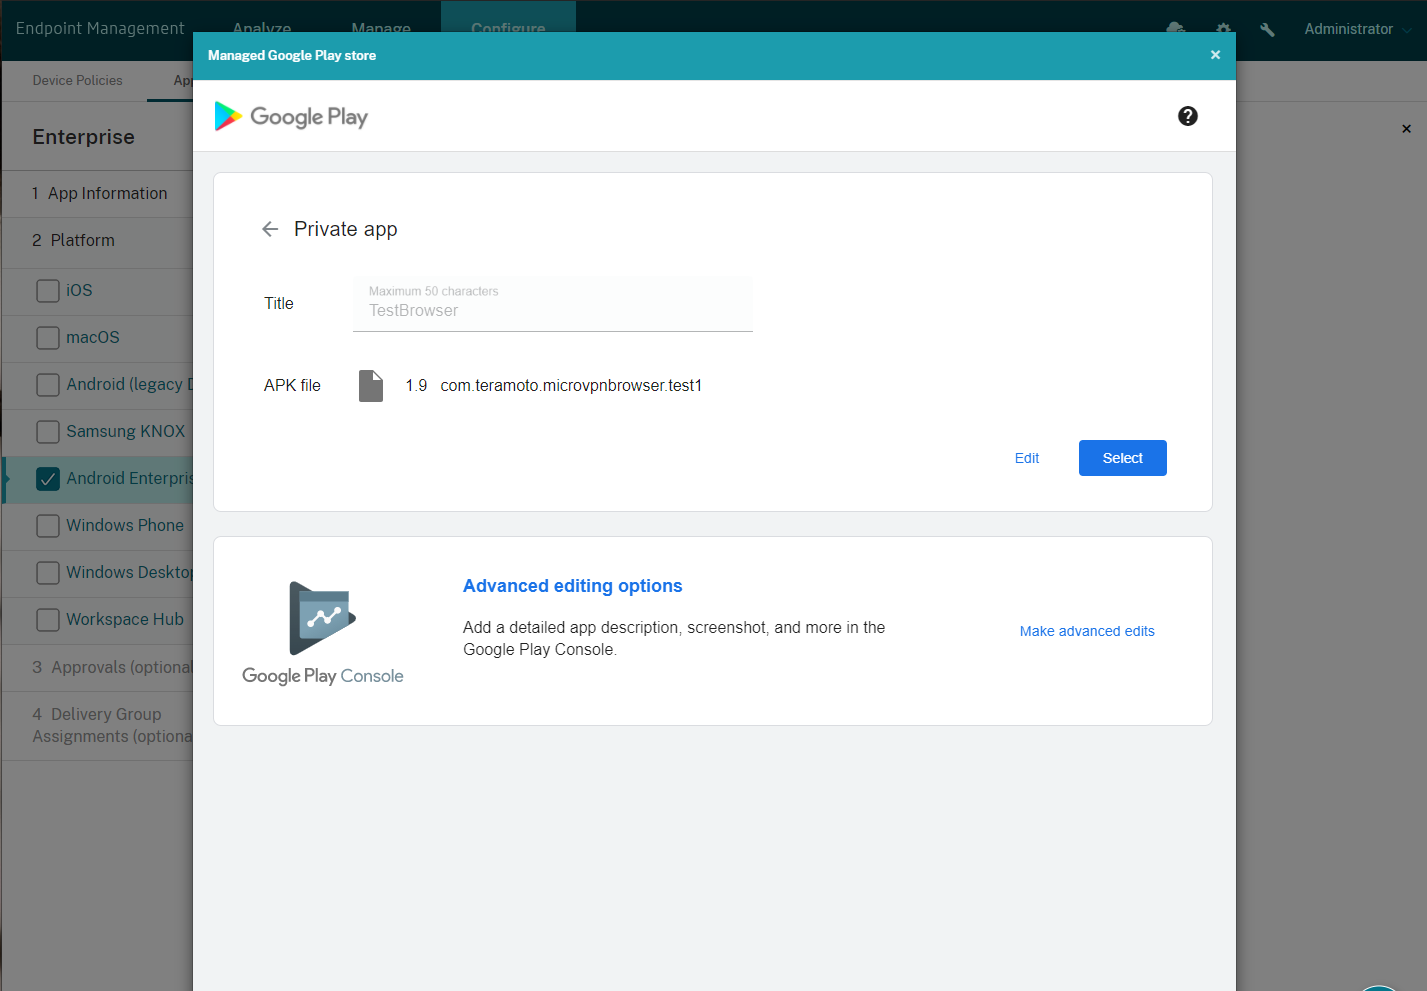 Endpoint Management
Analyze
Manage
Configure
Administrator
Managed Google Play store
Device Policies
App
Google Play
Enterprise
1 App Information
2 Platform
iOS
macOS
Android (legacy D
Samsung KNOX
Android Enterpris
Windows Phone
Windows Desktop
Workspace Hub
3 Approvals (optional
4 Delivery Group
Assignments (optiona
Private app
Title
Maximum 50 characters
TestBrowser
APK file
1.9 com.teramoto.microvpnbrowser.test1
Edit
Select
Advanced editing options
Add a detailed app description, screenshot, and more in the
Google Play Console.
Make advanced edits
Google Play Console